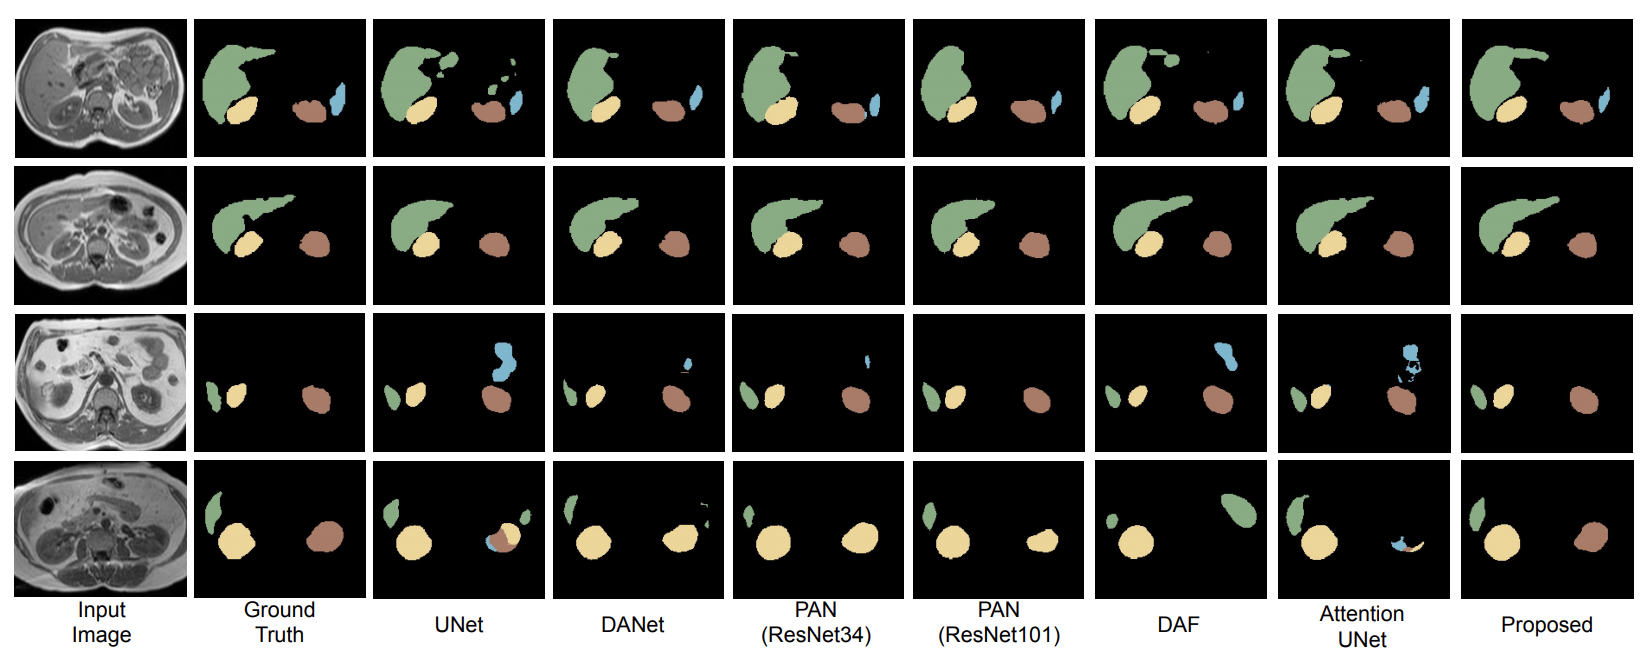 Input
Image
Ground
Truth
UNet
DANet
PAN
(ResNet34)
PAN
(ResNet101)
DAF
Attention
UNet
Proposed